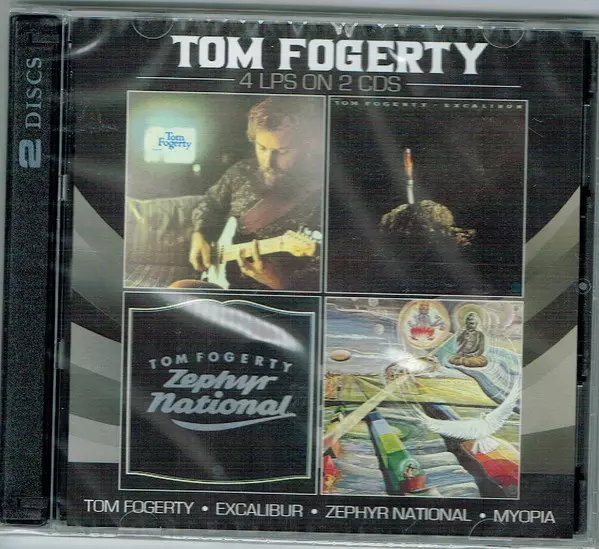 TOM FOGERTY
4 LPS ON 2 CDS
2 DISCS
Tom
Fogerty
TOM FOGERTY - EXCALIBUR
TOM FOGERTY
Zephyr
National
TOM FOGERTY • EXCALIBUR • ZEPHYR NATIONAL • MYOPIA